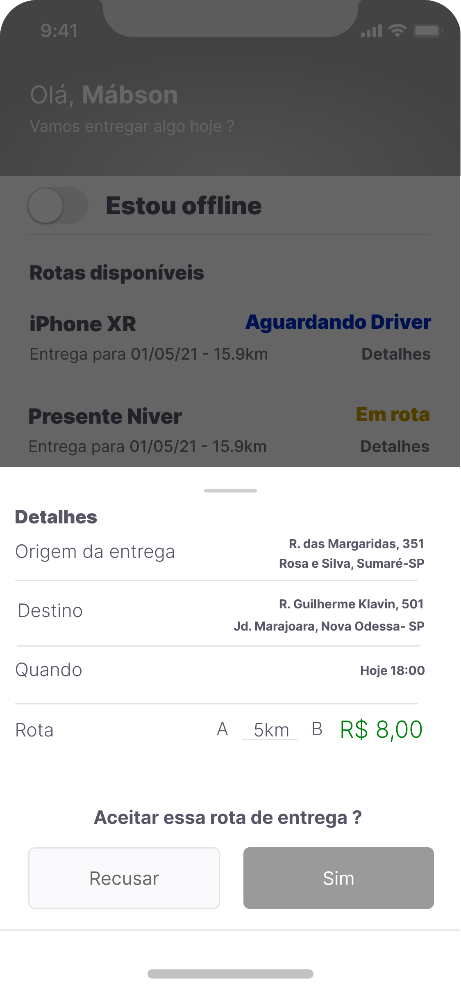 9:41
Olá, Mábson
Vamos entregar algo hoje ?
Estou offline
Rotas disponíveis
iPhone XR Aguardando Driver
Entrega para 01/05/21 - 15.9km Detalhes
Presente Niver Em rota
Entrega para 01/05/21 - 15.9km Detalhes
Detalhes
Origem da entrega
R. das Margaridas, 351
Rosa e Silva, Sumaré-SP
Destino
R. Guilherme Klavin, 501
Jd. Marajoara, Nova Odessa- SP
Quando Hoje 18:00
Rota A 5km B R$ 8,00
Aceitar essa rota de entrega ?
Recusar Sim